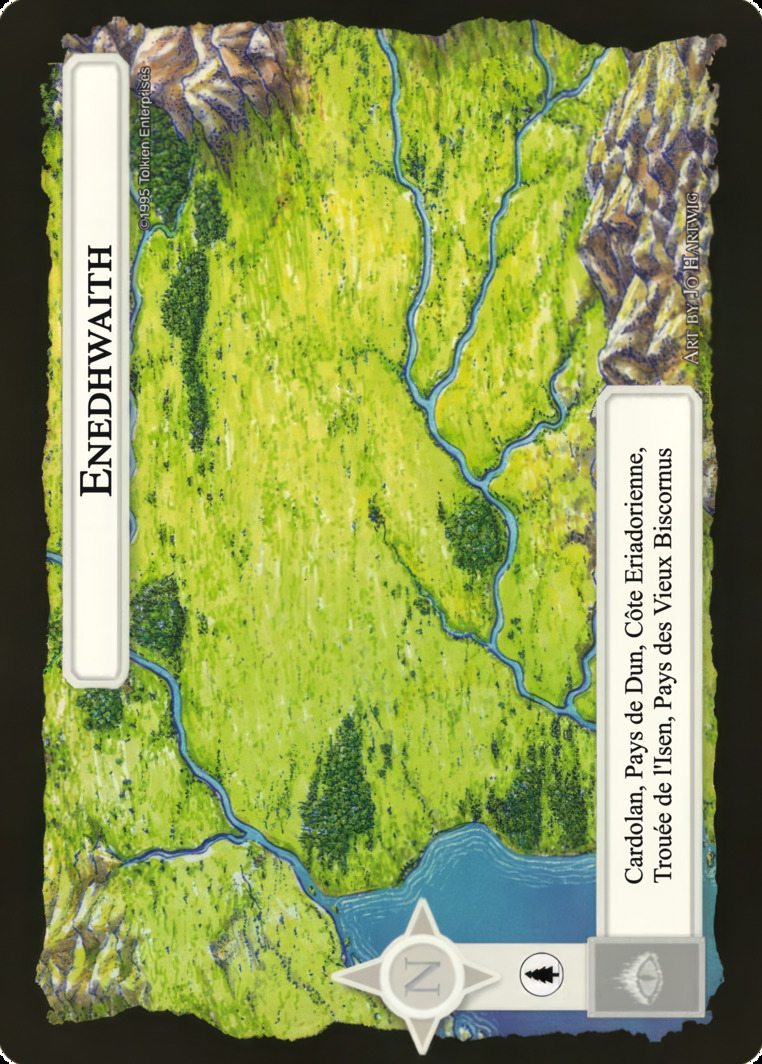 ENEDHWAITH
©1995 Tolkien Enterprises
ART BY JO HARTWIG
Cardolan, Pays de Dun, Côte Eriadorienne,
Trouée de l'Isen, Pays des Vieux Biscornus
N